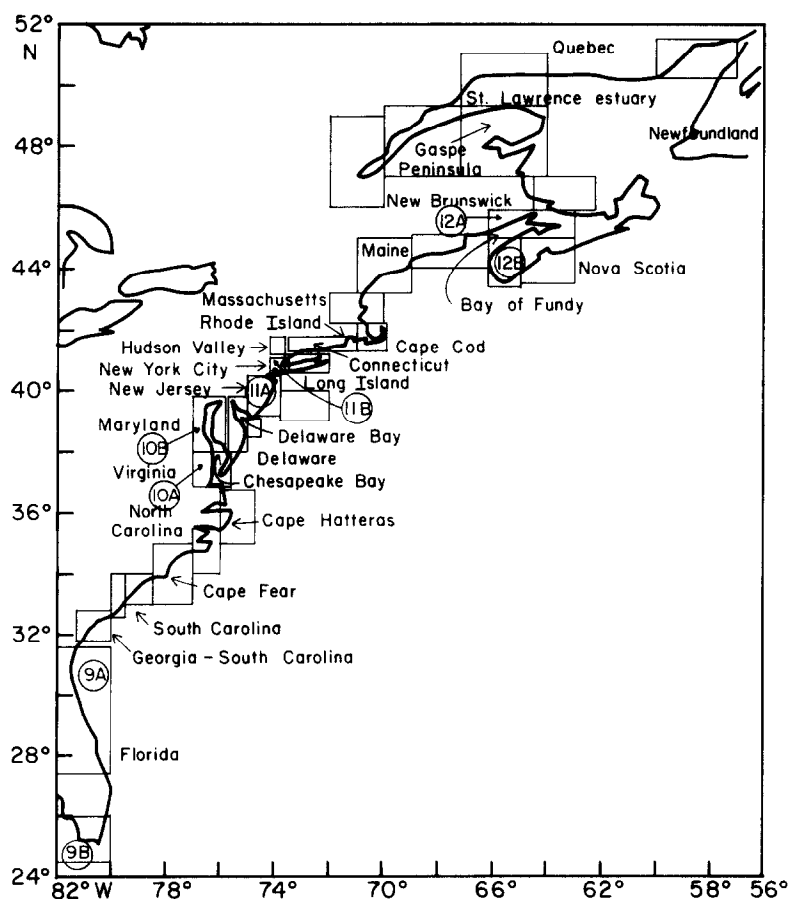 52°
N
Quebec
St. Lawrence estuary
48°
Newfoundland
Gaspe
Peninsula
New Brunswick
12A
Maine
12B
44°
Nova Scotia
Bay of Fundy
Massachusetts
Rhode Island
Hudson Valley
Cape Cod
New York City
Connecticut
40°
New Jersey
11A
Long Island
11B
Maryland
Delaware Bay
10B
Delaware
Virginia
Chesapeake Bay
10A
36°
North
Carolina
Cape Hatteras
Cape Fear
South Carolina
32°
Georgia - South Carolina
9A
28°
Florida
9B
24°
82° W 78° 74° 70° 66° 62° 58° 56